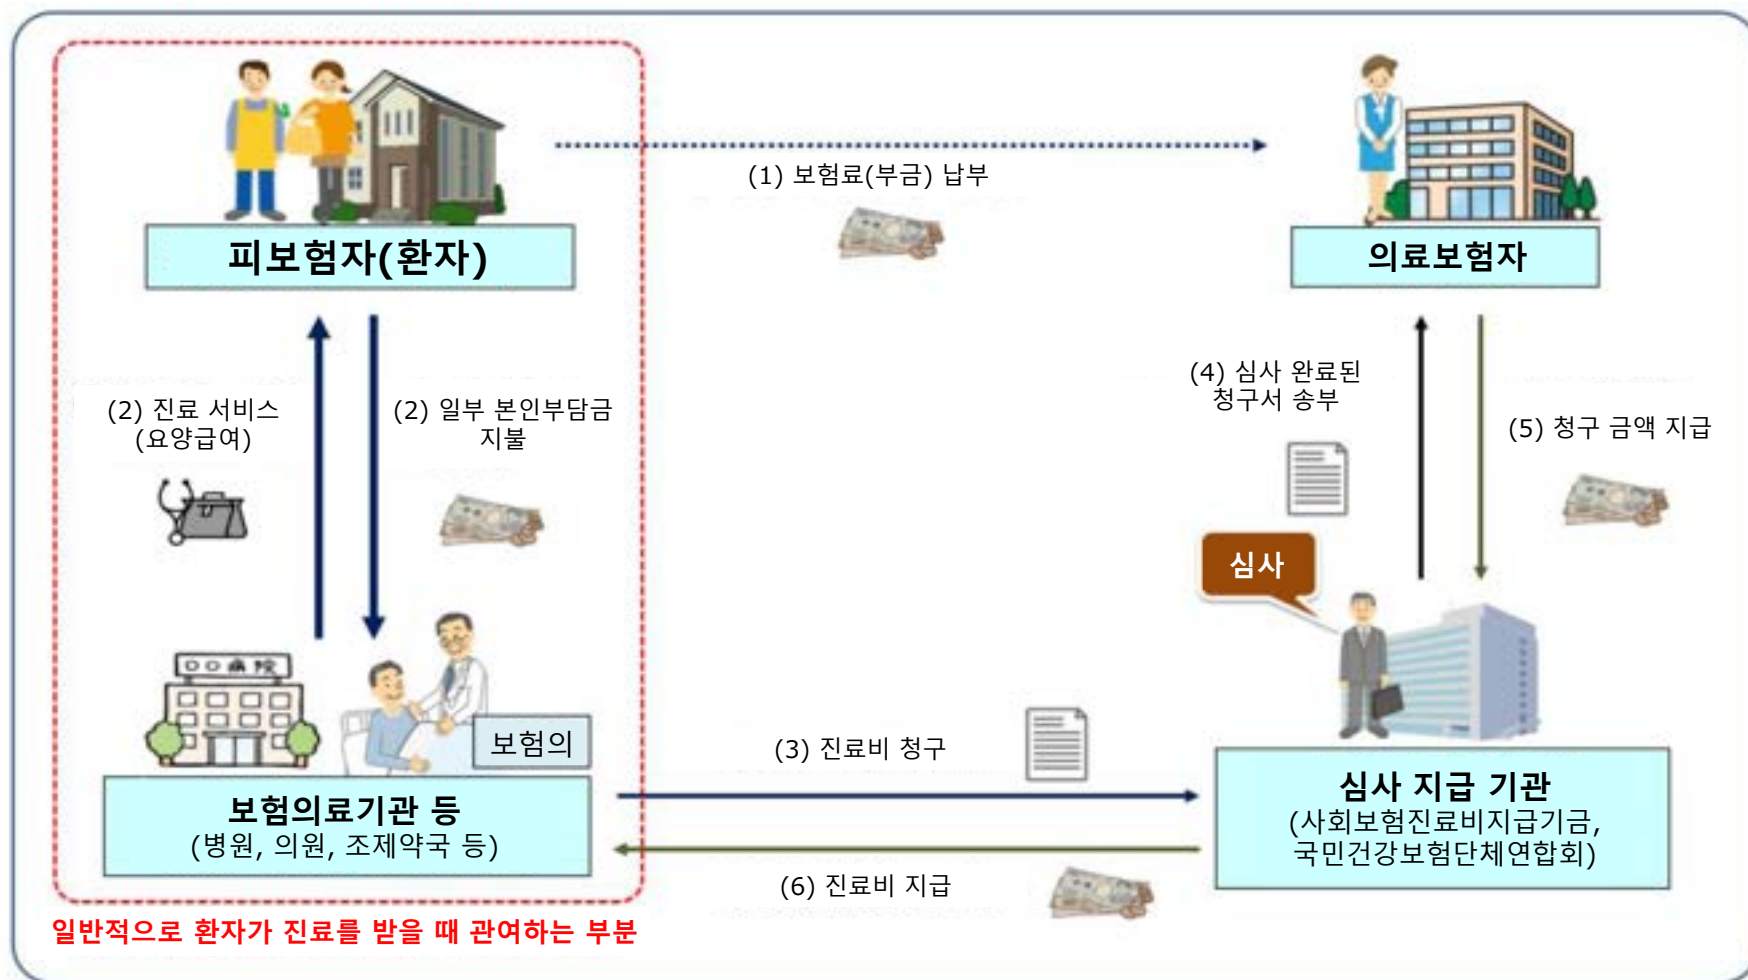 (1) 보험료(부금) 납부
피보험자(환자)
의료보험자
(2) 진료 서비스
(요양급여)
(2) 일부 본인부담금
지불
(4) 심사 완료된
청구서 송부
(5) 청구 금액 지급
심사
〇〇病院
보험의
(3) 진료비 청구
보험의료기관 등
(병원, 의원, 조제약국 등)
심사 지급 기관
(사회보험진료비지급기금,
국민건강보험단체연합회)
(6) 진료비 지급
일반적으로 환자가 진료를 받을 때 관여하는 부분